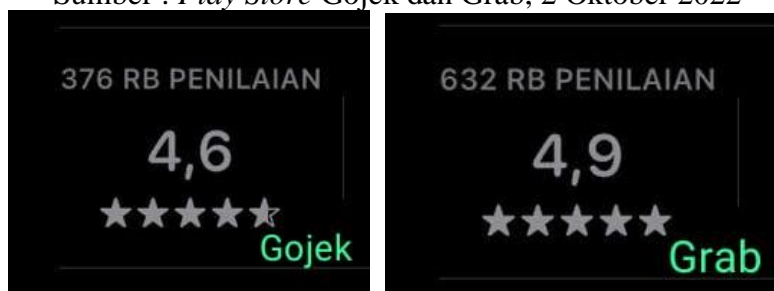 Sumber : Play Store Gojek dan Grab, 2 Oktober 2022
376 RB PENILAIAN
4,6
Gojek
632 RB PENILAIAN
4,9
Grab